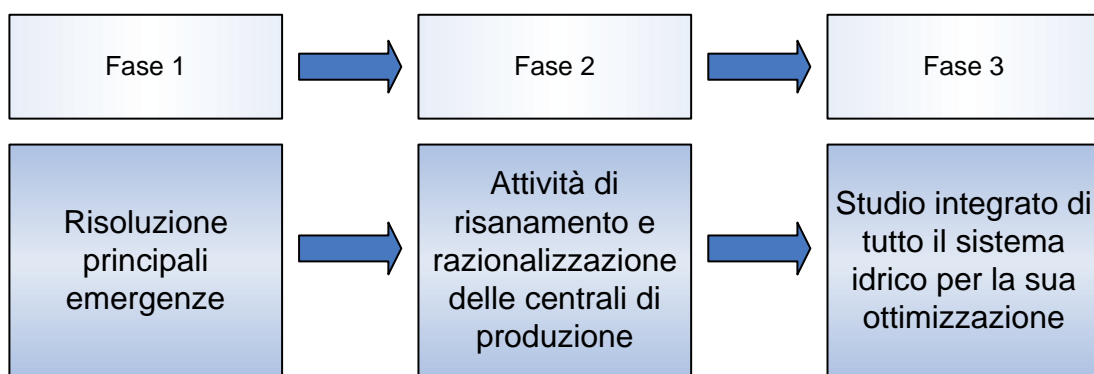 Fase 1
Fase 2
Fase 3
Risoluzione
principali
emergenze
Attività di
risanamento e
razionalizzazione
delle centrali di
produzione
Studio integrato di
tutto il sistema
idrico per la sua
ottimizzazione